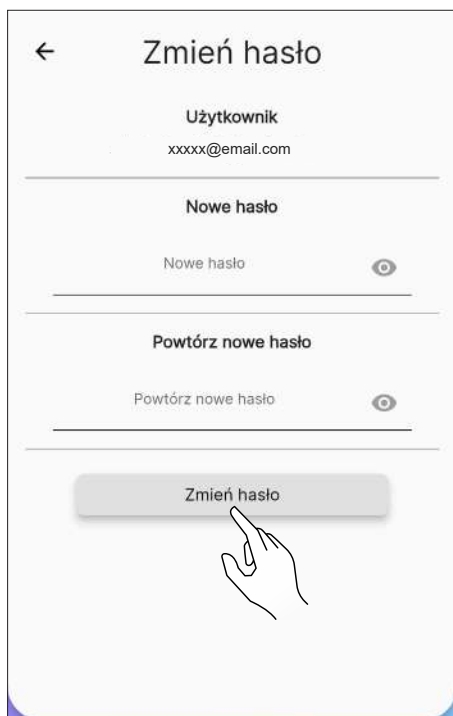 Zmień hasło
Użytkownik
xxxxx@email.com
Nowe hasło
Nowe hasło
Powtórz nowe hasło
Powtórz nowe hasło
Zmień hasło